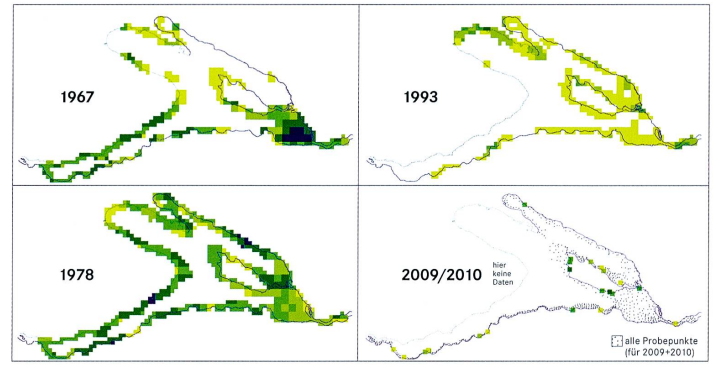 1967
1993
1978
2009/2010
hier
keine
Daten
alle Probepunkte
(für 2009+2010)